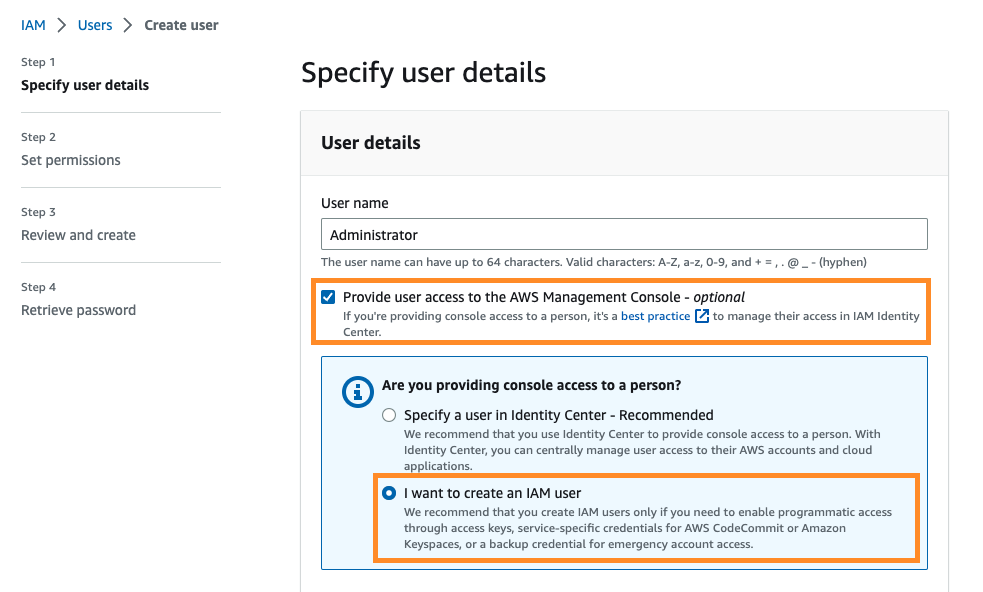 IAM > Users > Create user
Step 1
Specify user details
Step 2
Set permissions
Step 3
Review and create
Step 4
Retrieve password
Specify user details
User details
User name
Administrator
The user name can have up to 64 characters. Valid characters: A-Z, a-z, 0-9, and + = , . @ _ - (hyphen)
Provide user access to the AWS Management Console - optional
If you're providing console access to a person, it's a best practice to manage their access in IAM Identity
Center.
Are you providing console access to a person?
Specify a user in Identity Center - Recommended
We recommend that you use Identity Center to provide console access to a person. With
Identity Center, you can centrally manage user access to their AWS accounts and cloud
applications.
I want to create an IAM user
We recommend that you create IAM users only if you need to enable programmatic access
through access keys, service-specific credentials for AWS CodeCommit or Amazon
Keyspaces, or a backup credential for emergency account access.